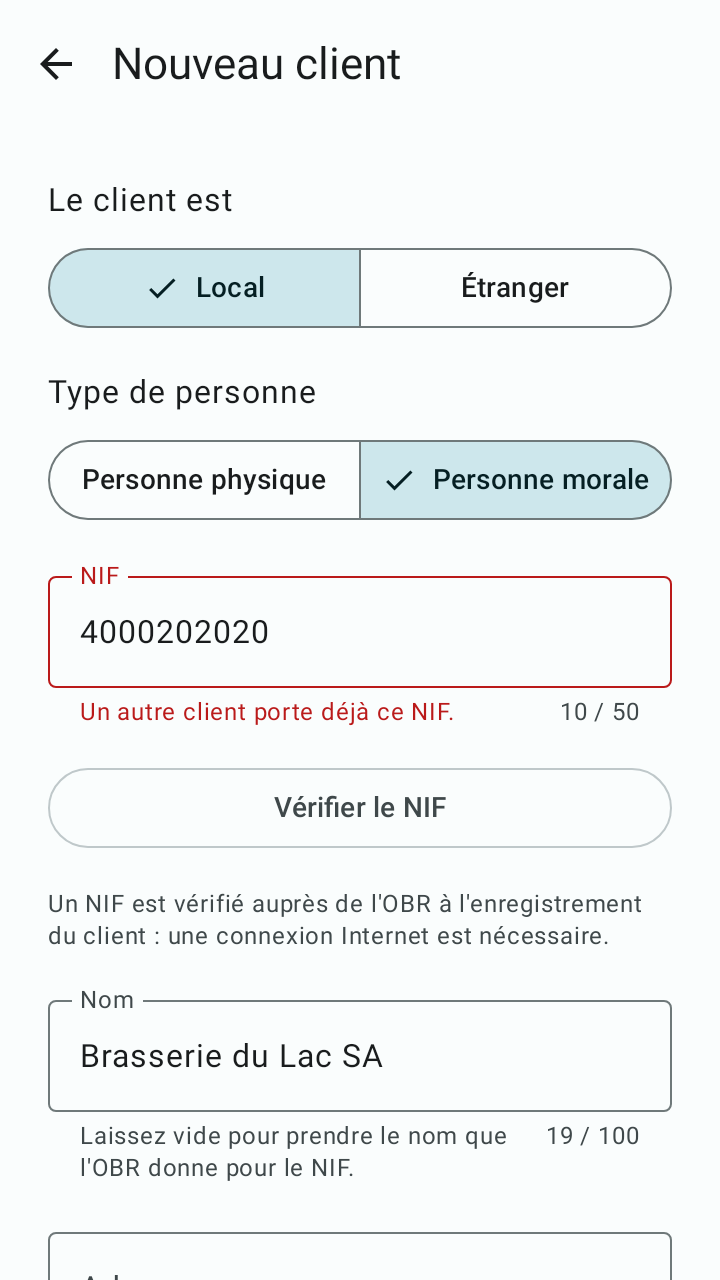 Nouveau client
Le client est
Local
Étranger
Type de personne
Personne physique
Personne morale
NIF
4000202020
Un autre client porte déjà ce NIF.
10 / 50
Vérifier le NIF
Un NIF est vérifié auprès de l'OBR à l'enregistrement
du client : une connexion Internet est nécessaire.
Nom
Brasserie du Lac SA
Laissez vide pour prendre le nom que
19 / 100
l'OBR donne pour le NIF.